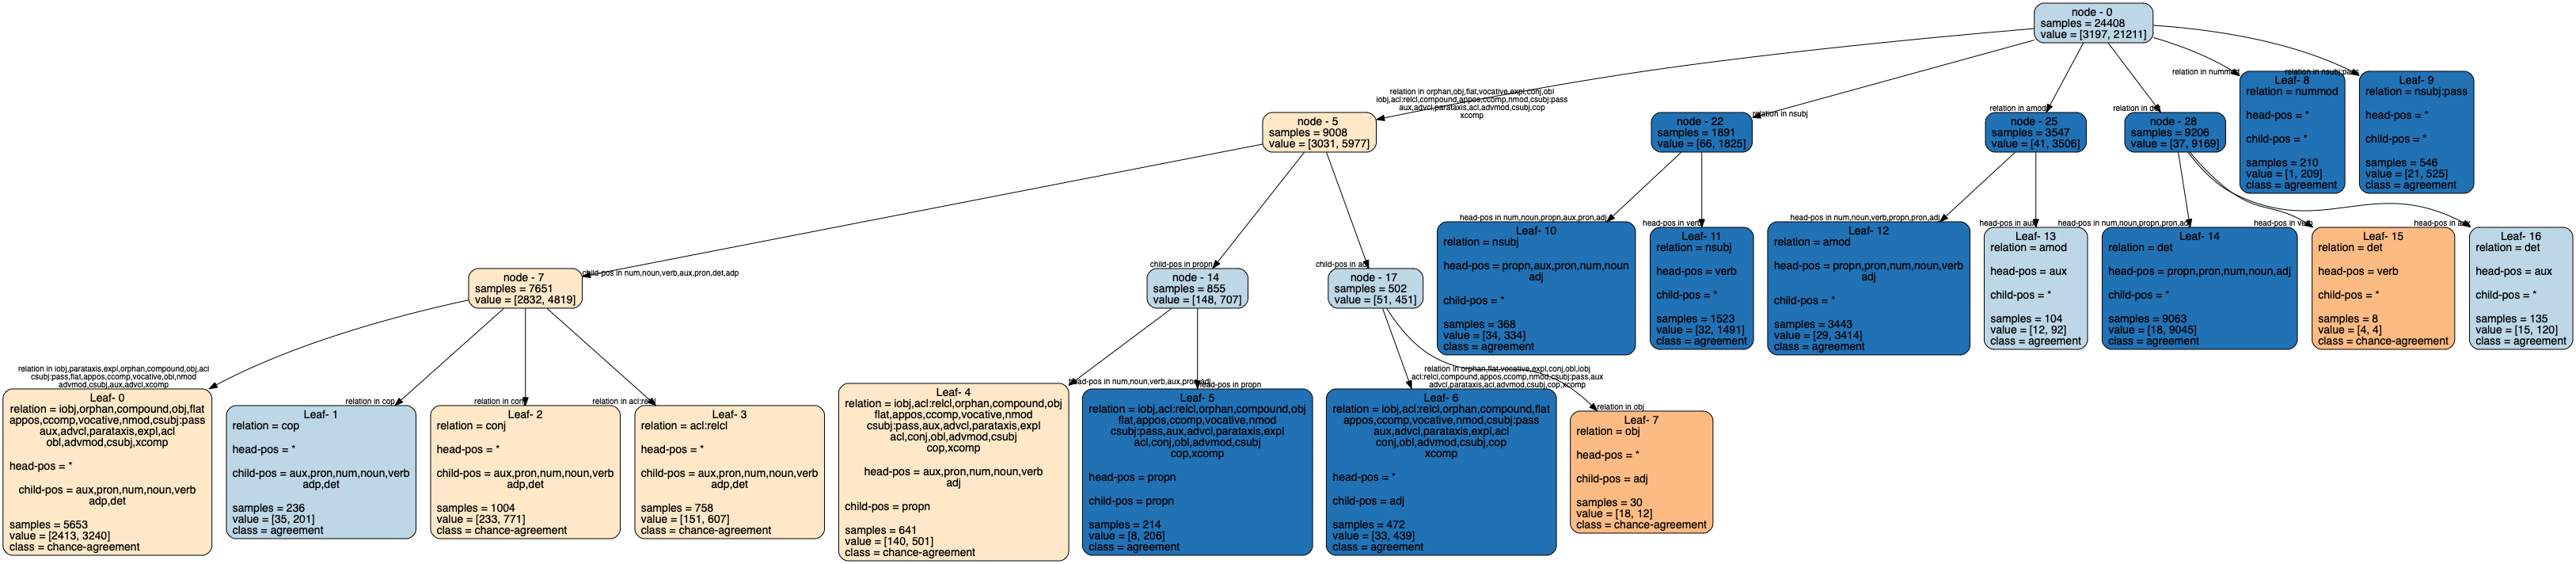 node - 0
samples = 24408
value = [3197, 21211]
relation in nummod
relation in nsubj:pass
Leaf- 8
relation = nummod
head-pos = *
child-pos = *
samples = 210
value = [1, 209]
class = agreement
Leaf- 9
relation = nsubj:pass
head-pos = *
child-pos = *
samples = 546
value = [21, 525]
class = agreement
relation in orphan,obj,flat,vocative,expl,conj,obl
iobj,acl:relcl,compound,appos,ccomp,nmod,csubj:pass
aux,advcl,parataxis,acl,advmod,csubj,cop
xcomp
node - 5
samples = 9008
value = [3031, 5977]
relation in nsubj
node - 22
samples = 1891
value = [66, 1825]
relation in amod
node - 25
samples = 3547
value = [41, 3506]
relation in det
node - 28
samples = 9206
value = [37, 9169]
child-pos in num,noun,verb,aux,pron,det,adp
node - 7
samples = 7651
value = [2832, 4819]
child-pos in propn
node - 14
samples = 855
value = [148, 707]
child-pos in adj
node - 17
samples = 502
value = [51, 451]
head-pos in num,noun,propn,aux,pron,adj
Leaf- 10
relation = nsubj
head-pos = propn,aux,pron,num,noun
adj
child-pos = *
samples = 368
value = [34, 334]
class = agreement
head-pos in verb
Leaf- 11
relation = nsubj
head-pos = verb
child-pos = *
samples = 1523
value = [32, 1491]
class = agreement
head-pos in num,noun,verb,propn,pron,adj
Leaf- 12
relation = amod
head-pos = propn,pron,num,noun,verb
adj
child-pos = *
samples = 3443
value = [29, 3414]
class = agreement
head-pos in aux
Leaf- 13
relation = amod
head-pos = aux
child-pos = *
samples = 104
value = [12, 92]
class = agreement
head-pos in num,noun,propn,pron,adj
Leaf- 14
relation = det
head-pos = propn,pron,num,noun,adj
child-pos = *
samples = 9063
value = [18, 9045]
class = agreement
head-pos in verb
Leaf- 15
relation = det
head-pos = verb
child-pos = *
samples = 8
value = [4, 4]
class = chance-agreement
head-pos in aux
Leaf- 16
relation = det
head-pos = aux
child-pos = *
samples = 135
value = [15, 120]
class = agreement
relation in iobj,parataxis,expl,orphan,compound,obj,acl
csubj:pass,flat,appos,ccomp,vocative,obl,nmod
advmod,csubj,aux,advcl,xcomp
Leaf- 0
relation = iobj,orphan,compound,obj,flat
appos,ccomp,vocative,nmod,csubj:pass
aux,advcl,parataxis,expl,acl
obl,advmod,csubj,xcomp
head-pos = *
child-pos = aux,pron,num,noun,verb
adp,det
samples = 5653
value = [2413, 3240]
class = chance-agreement
relation in cop
Leaf- 1
relation = cop
head-pos = *
child-pos = aux,pron,num,noun,verb
adp,det
samples = 236
value = [35, 201]
class = agreement
relation in conj
Leaf- 2
relation = conj
head-pos = *
child-pos = aux,pron,num,noun,verb
adp,det
samples = 1004
value = [233, 771]
class = chance-agreement
relation in acl:relcl
Leaf- 3
relation = acl:relcl
head-pos = *
child-pos = aux,pron,num,noun,verb
adp,det
samples = 758
value = [151, 607]
class = chance-agreement
head-pos in num,noun,verb,aux,pron,adj
Leaf- 4
relation = iobj,acl:relcl,orphan,compound,obj
flat,appos,ccomp,vocative,nmod
csubj:pass,aux,advcl,parataxis,expl
acl,conj,obl,advmod,csubj
cop,xcomp
head-pos = aux,pron,num,noun,verb
adj
child-pos = propn
samples = 641
value = [140, 501]
class = chance-agreement
head-pos in propn
Leaf- 5
relation = iobj,acl:relcl,orphan,compound,obj
flat,appos,ccomp,vocative,nmod
csubj:pass,aux,advcl,parataxis,expl
acl,conj,obl,advmod,csubj
cop,xcomp
head-pos = propn
child-pos = propn
samples = 214
value = [8, 206]
class = agreement
relation in orphan,flat,vocative,expl,conj,obl,iobj
acl:relcl,compound,appos,ccomp,nmod,csubj:pass,aux
advcl,parataxis,acl,advmod,csubj,cop,xcomp
Leaf- 6
relation = iobj,acl:relcl,orphan,compound,flat
appos,ccomp,vocative,nmod,csubj:pass
aux,advcl,parataxis,expl,acl
conj,obl,advmod,csubj,cop
xcomp
head-pos = *
child-pos = adj
samples = 472
value = [33, 439]
class = agreement
relation in obj
Leaf- 7
relation = obj
head-pos = *
child-pos = adj
samples = 30
value = [18, 12]
class = chance-agreement